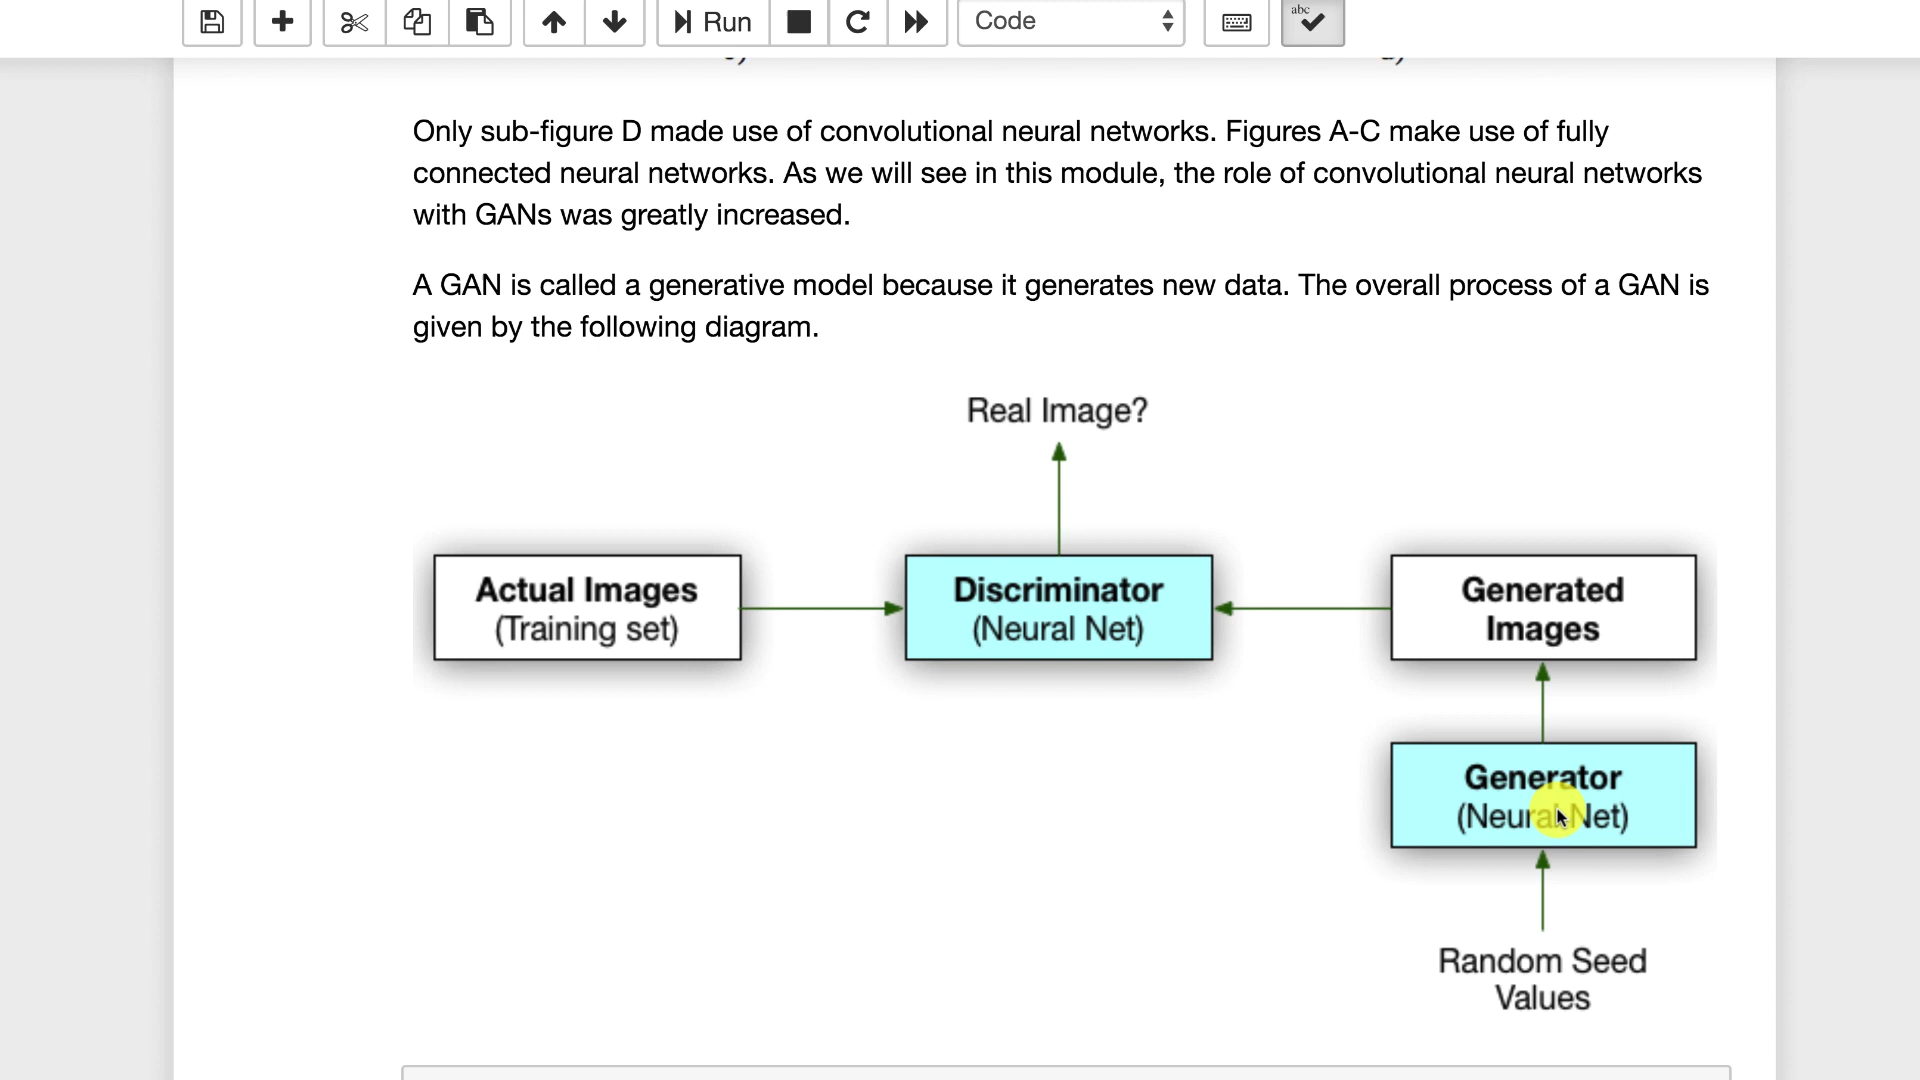 Run
Code
abc
Only sub-figure D made use of convolutional neural networks. Figures A-C make use of fully
connected neural networks. As we will see in this module, the role of convolutional neural networks
with GANs was greatly increased.
A GAN is called a generative model because it generates new data. The overall process of a GAN is
given by the following diagram.
Real Image?
Actual Images
(Training set)
Discriminator
(Neural Net)
Generated
Images
Generator
(Neural Net)
Random Seed
Values